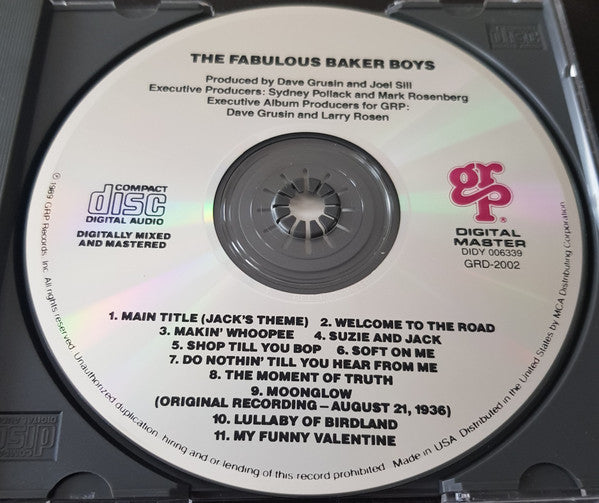 THE FABULOUS BAKER BOYS
Produced by Dave Grusin and Joel Sill
Executive Producers: Sydney Pollack and Mark Rosenberg
Executive Album Producers for GRP:
Dave Grusin and Larry Rosen
COMPACT
disc
DIGITAL AUDIO
DIGITALLY MIXED
AND MASTERED
grp®
DIGITAL
MASTER
DIDY 006339
GRD-2002
1. MAIN TITLE (JACK'S THEME) 2. WELCOME TO THE ROAD
3. MAKIN' WHOOPEE 4. SUZIE AND JACK
5. SHOP TILL YOU BOP 6. SOFT ON ME
7. DO NOTHIN' TILL YOU HEAR FROM ME
8. THE MOMENT OF TRUTH
9. MOONGLOW
(ORIGINAL RECORDING – AUGUST 21, 1936)
10. LULLABY OF BIRDLAND
11. MY FUNNY VALENTINE
℗ 1989 GRP Records, Inc. All rights reserved. Unauthorized duplication, hiring and/or lending of this record prohibited. Made in USA. Distributed in the United States by MCA Distributing Corporation
disc